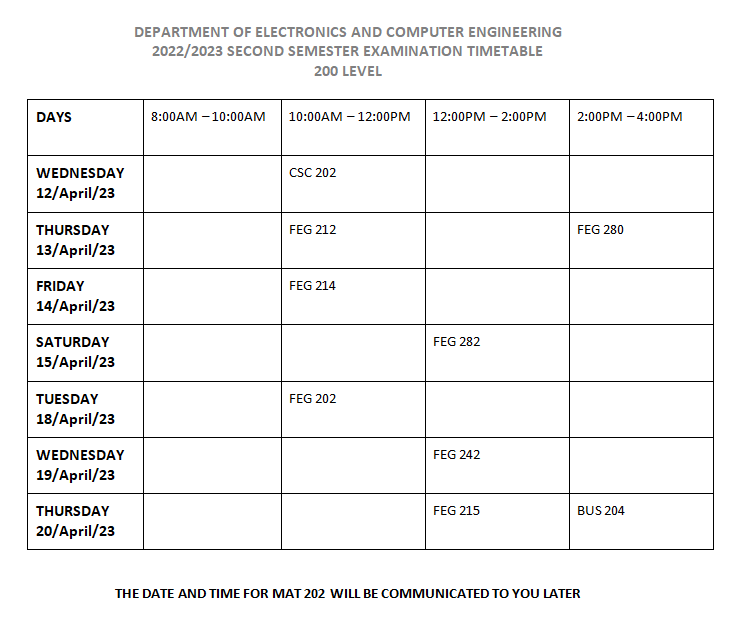 DEPARTMENT OF ELECTRONICS AND COMPUTER ENGINEERING
2022/2023 SECOND SEMESTER EXAMINATION TIMETABLE
200 LEVEL
DAYS 8:00AM – 10:00AM 10:00AM – 12:00PM 12:00PM – 2:00PM 2:00PM – 4:00PM
WEDNESDAY CSC 202
12/April/23
THURSDAY FEG 212 FEG 280
13/April/23
FRIDAY FEG 214
14/April/23
SATURDAY FEG 282
15/April/23
TUESDAY FEG 202
18/April/23
WEDNESDAY FEG 242
19/April/23
THURSDAY FEG 215 BUS 204
20/April/23
THE DATE AND TIME FOR MAT 202 WILL BE COMMUNICATED TO YOU LATER